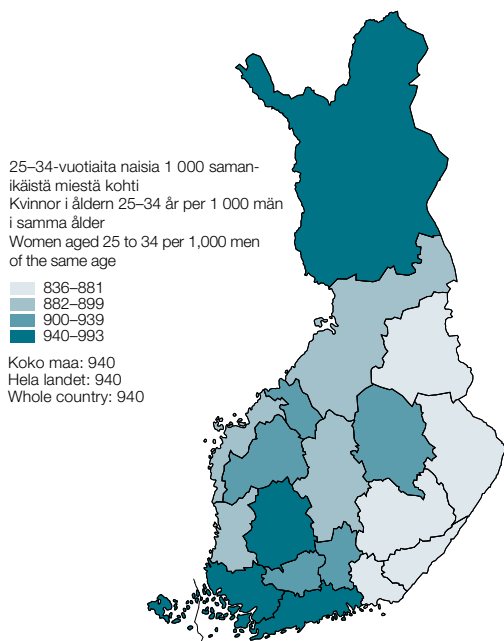 25–34-vuotiaita naisia 1 000 saman-
ikäistä miestä kohti
Kvinnor i åldern 25–34 år per 1 000 män
i samma ålder
Women aged 25 to 34 per 1,000 men
of the same age
836–881
882–899
900–939
940–993
Koko maa: 940
Hela landet: 940
Whole country: 940